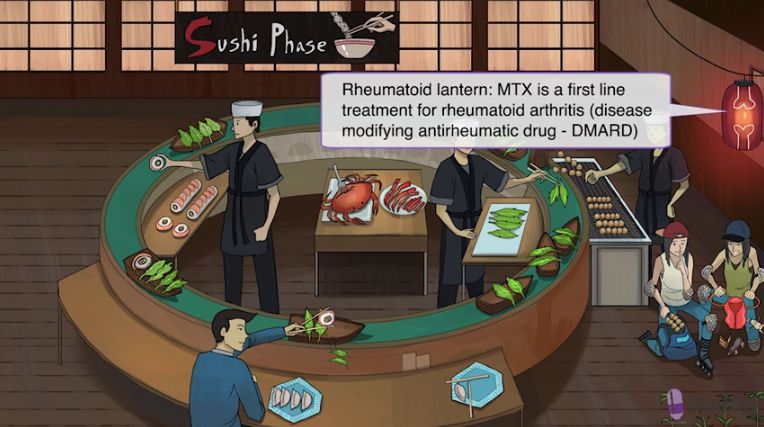 Sushi Phase
Rheumatoid lantern: MTX is a first line
treatment for rheumatoid arthritis (disease
modifying antirheumatic drug - DMARD)